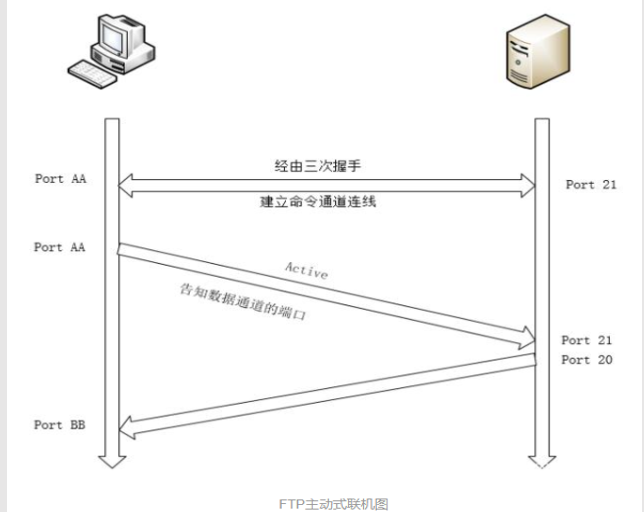 经由三次握手
Port AA
Port 21
建立命令通道连线
Port AA
Active
告知数据通道的端口
Port 21
Port 20
Port BB
FTP主动式联机图